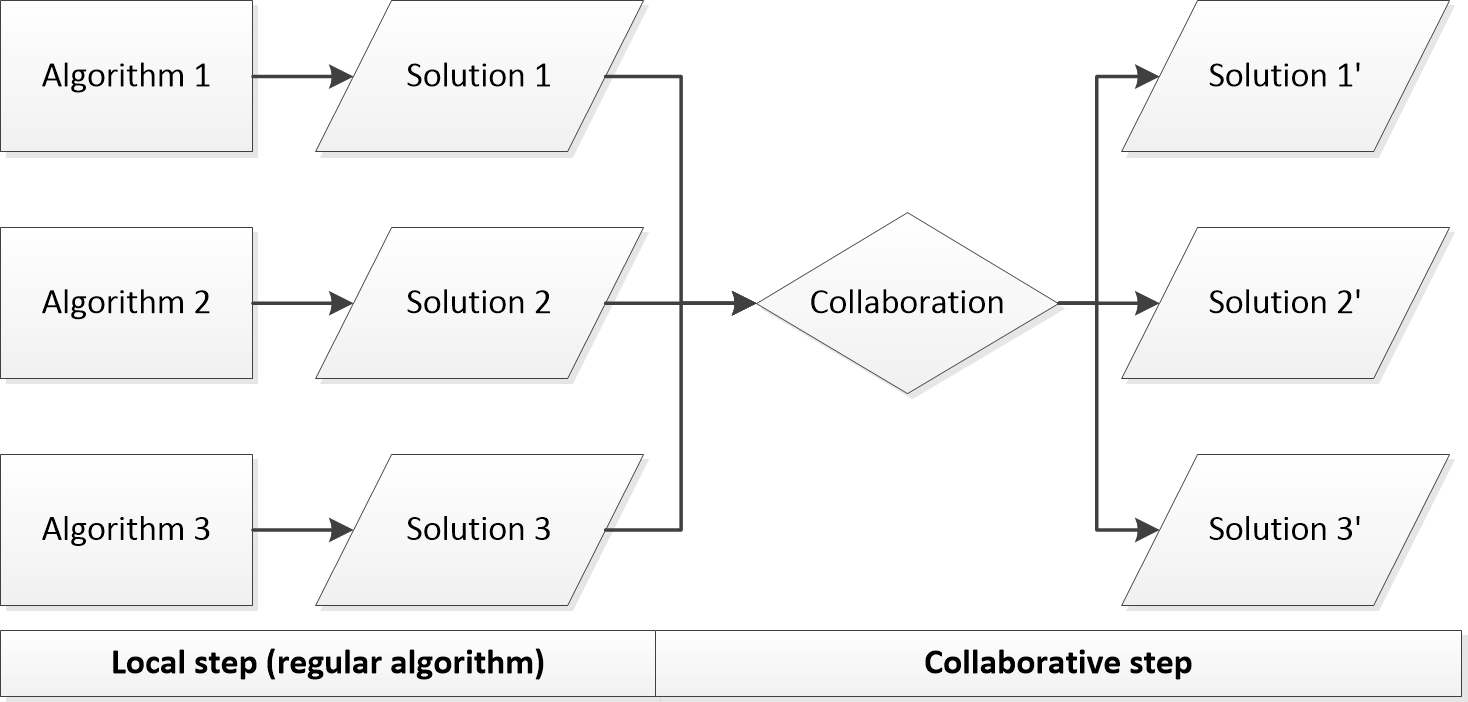 Algorithm 1
Solution 1
Solution 1'
Algorithm 2
Solution 2
Collaboration
Solution 2'
Algorithm 3
Solution 3
Solution 3'
Local step (regular algorithm)
Collaborative step